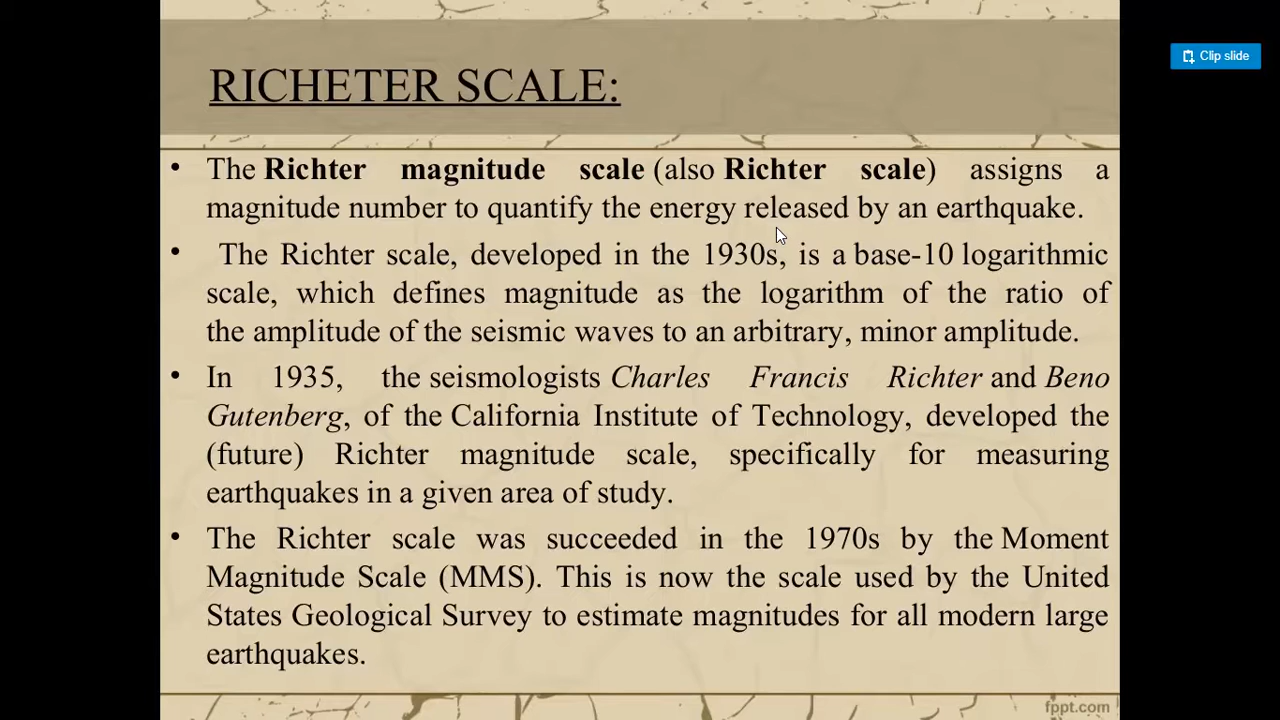 Clip slide
RICHETER SCALE:
• The Richter magnitude scale (also Richter scale) assigns a
magnitude number to quantify the energy released by an earthquake.
• The Richter scale, developed in the 1930s, is a base-10 logarithmic
scale, which defines magnitude as the logarithm of the ratio of
the amplitude of the seismic waves to an arbitrary, minor amplitude.
• In 1935, the seismologists Charles Francis Richter and Beno
Gutenberg, of the California Institute of Technology, developed the
(future) Richter magnitude scale, specifically for measuring
earthquakes in a given area of study.
• The Richter scale was succeeded in the 1970s by the Moment
Magnitude Scale (MMS). This is now the scale used by the United
States Geological Survey to estimate magnitudes for all modern large
earthquakes.
fppt.com